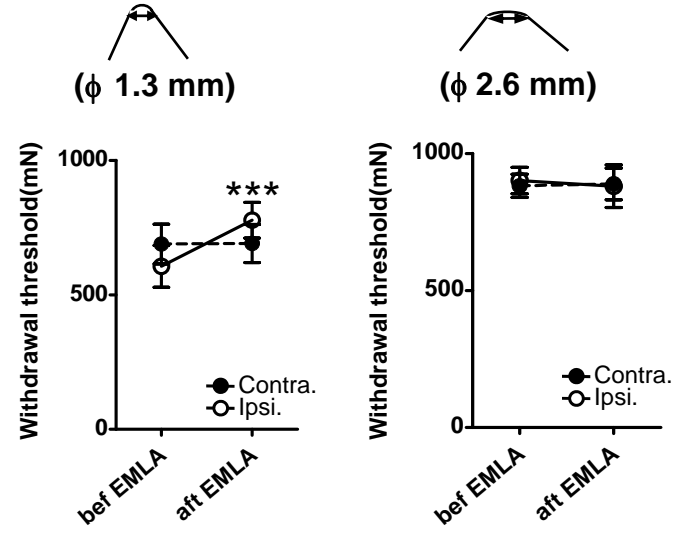 (ϕ 1.3 mm)
(ϕ 2.6 mm)
Withdrawal threshold(mN)
1000
500
0
***
Contra.
Ipsi.
bef EMLA
aft EMLA
Withdrawal threshold(mN)
1000
500
0
Contra.
Ipsi.
bef EMLA
aft EMLA